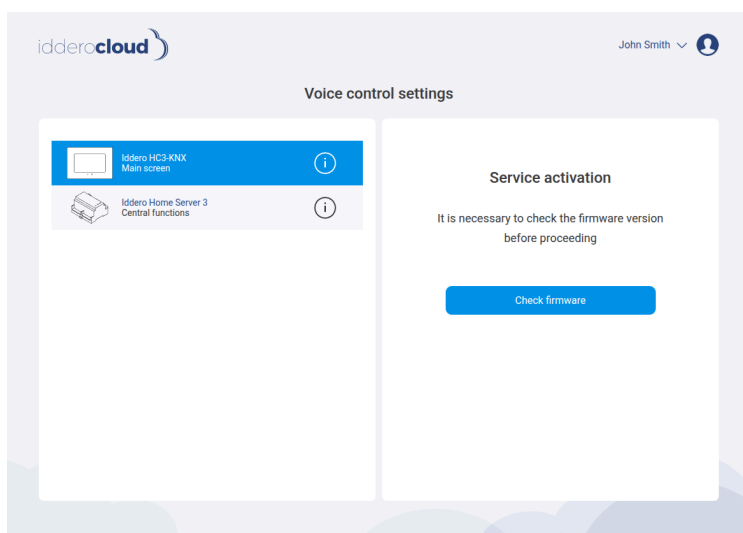 idderocloud
John Smith
Voice control settings
Iddero HC3-KNX
Main screen
Iddero Home Server 3
Central functions
Service activation
It is necessary to check the firmware version
before proceeding
Check firmware